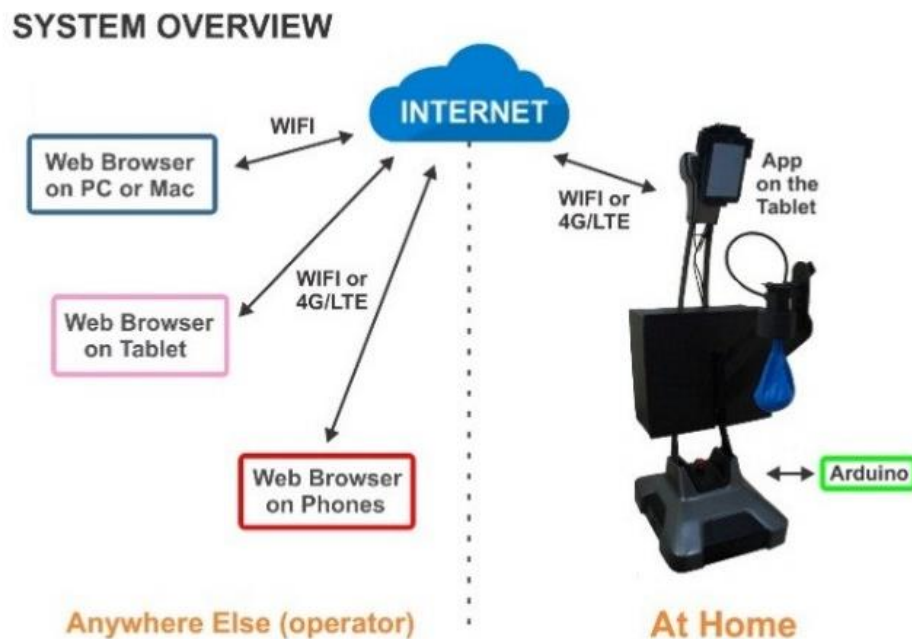 SYSTEM OVERVIEW
INTERNET
WIFI
Web Browser
on PC or Mac
App
on the
Tablet
WIFI or
4G/LTE
WIFI or
4G/LTE
Web Browser
on Tablet
Web Browser
on Phones
Arduino
Anywhere Else (operator)
At Home